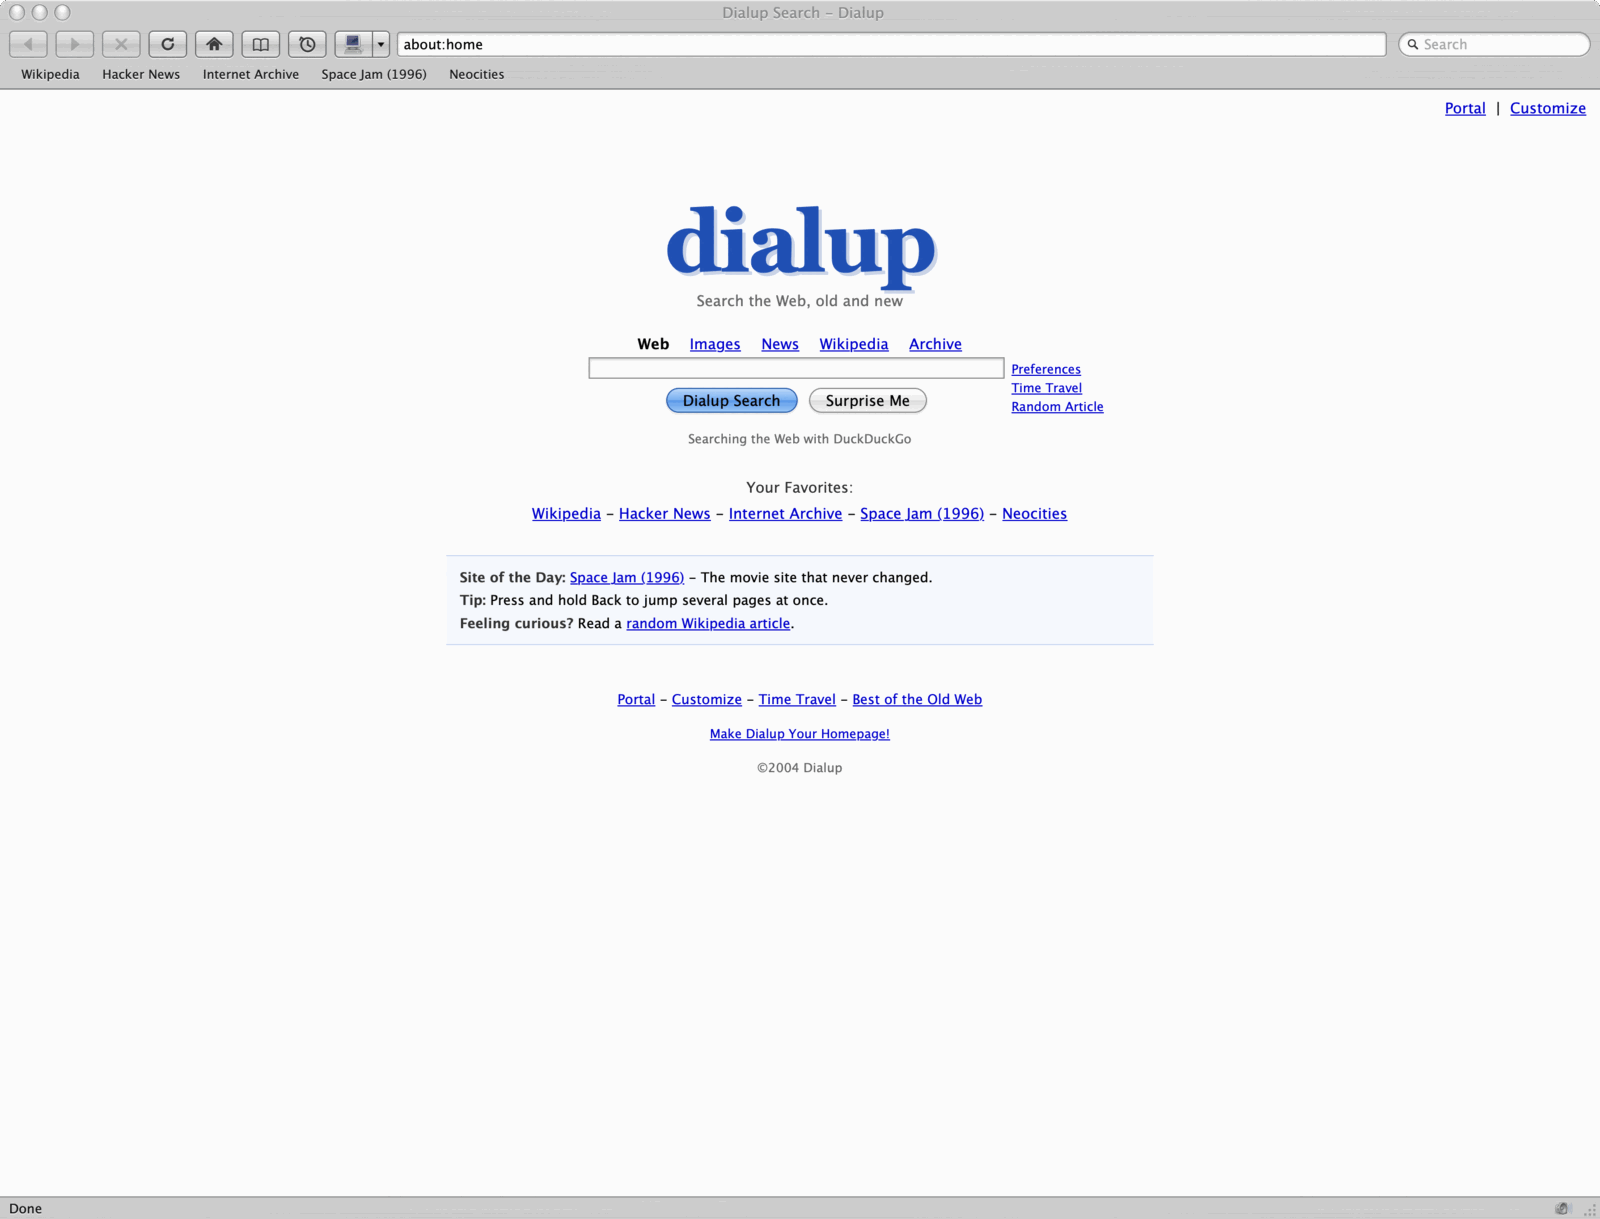 Dialup Search – Dialup
about:home
Search
Wikipedia Hacker News Internet Archive Space Jam (1996) Neocities
Portal | Customize
dialup
Search the Web, old and new
Web Images News Wikipedia Archive
Preferences
Time Travel
Random Article
Dialup Search Surprise Me
Searching the Web with DuckDuckGo
Your Favorites:
Wikipedia – Hacker News – Internet Archive – Space Jam (1996) – Neocities
Site of the Day: Space Jam (1996) – The movie site that never changed.
Tip: Press and hold Back to jump several pages at once.
Feeling curious? Read a random Wikipedia article.
Portal – Customize – Time Travel – Best of the Old Web
Make Dialup Your Homepage!
©2004 Dialup
Done